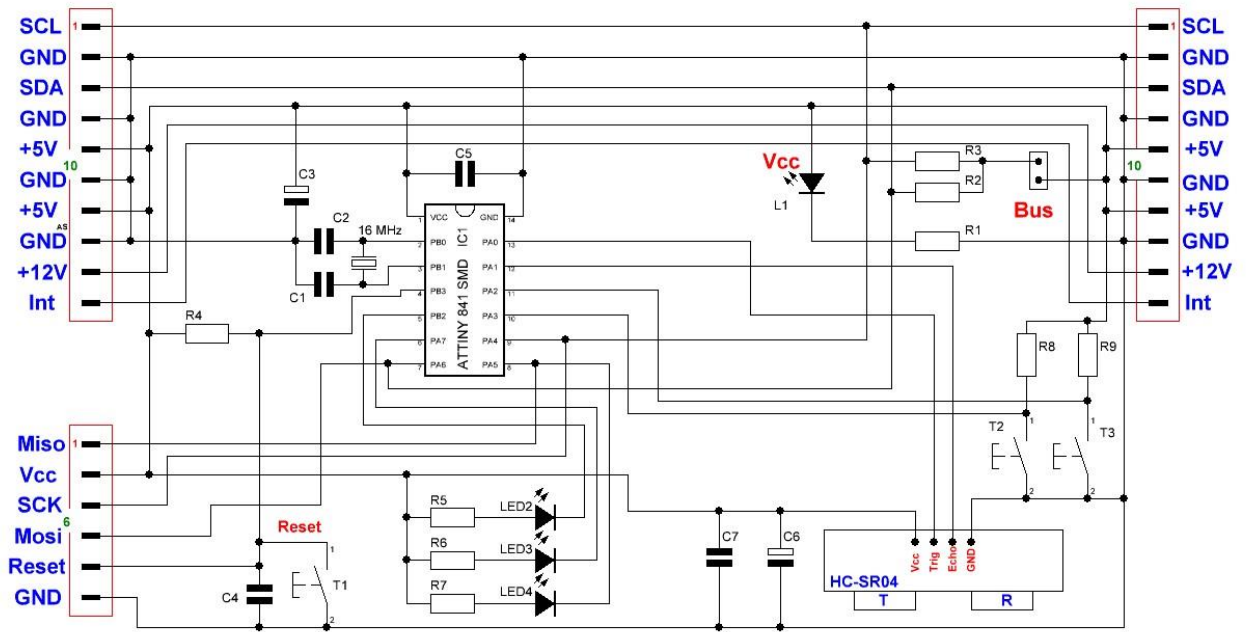 SCL
1
GND
SDA
GND
+5V
10
GND
+5V
AS
GND
+12V
Int
C3
C2
16 MHz
C1
R4
C5
VCC
GND
PB0
PA0
PB1
PA1
PB3
PA2
PB2
PA3
PA7
PA4
PA6
PA5
1
2
3
4
5
6
7
14
13
12
11
10
9
8
IC1
ATTINY 841 SMD
Vcc
L1
R3
R2
Bus
R1
1
SCL
GND
SDA
GND
+5V
10
GND
+5V
GND
+12V
Int
R8
R9
T2
1
2
T3
1
2
Miso
1
Vcc
SCK
6
Mosi
Reset
GND
Reset
C4
1
T1
2
R5
LED2
R6
LED3
R7
LED4
C7
C6
Vcc
Trig
Echo
GND
HC-SR04
T
R